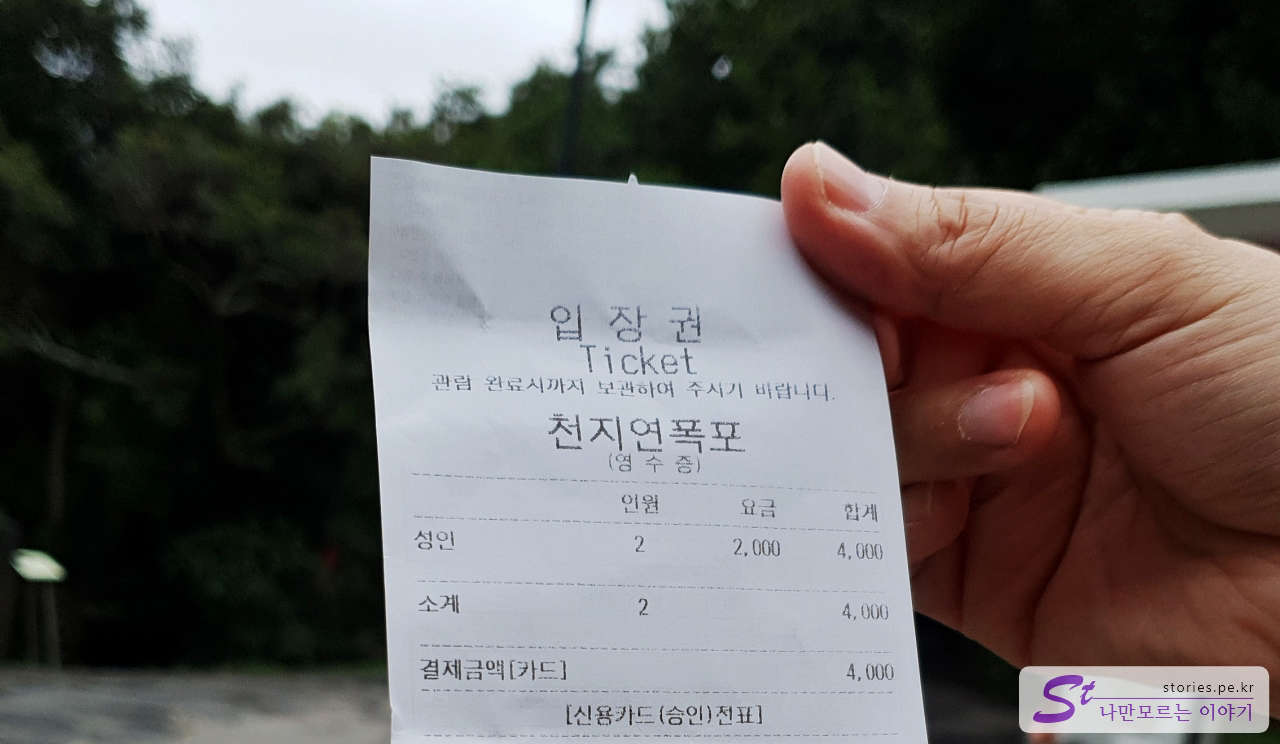 입 장 권
Ticket
관람 완료시까지 보관하여 주시기 바랍니다.
천지연폭포
(영 수 증)
인원 요금 합계
성인 2 2,000 4,000
소계 2 4,000
결제금액[카드] 4,000
[신용카드(승인)전표]
St stories.pe.kr
나만모르는 이야기